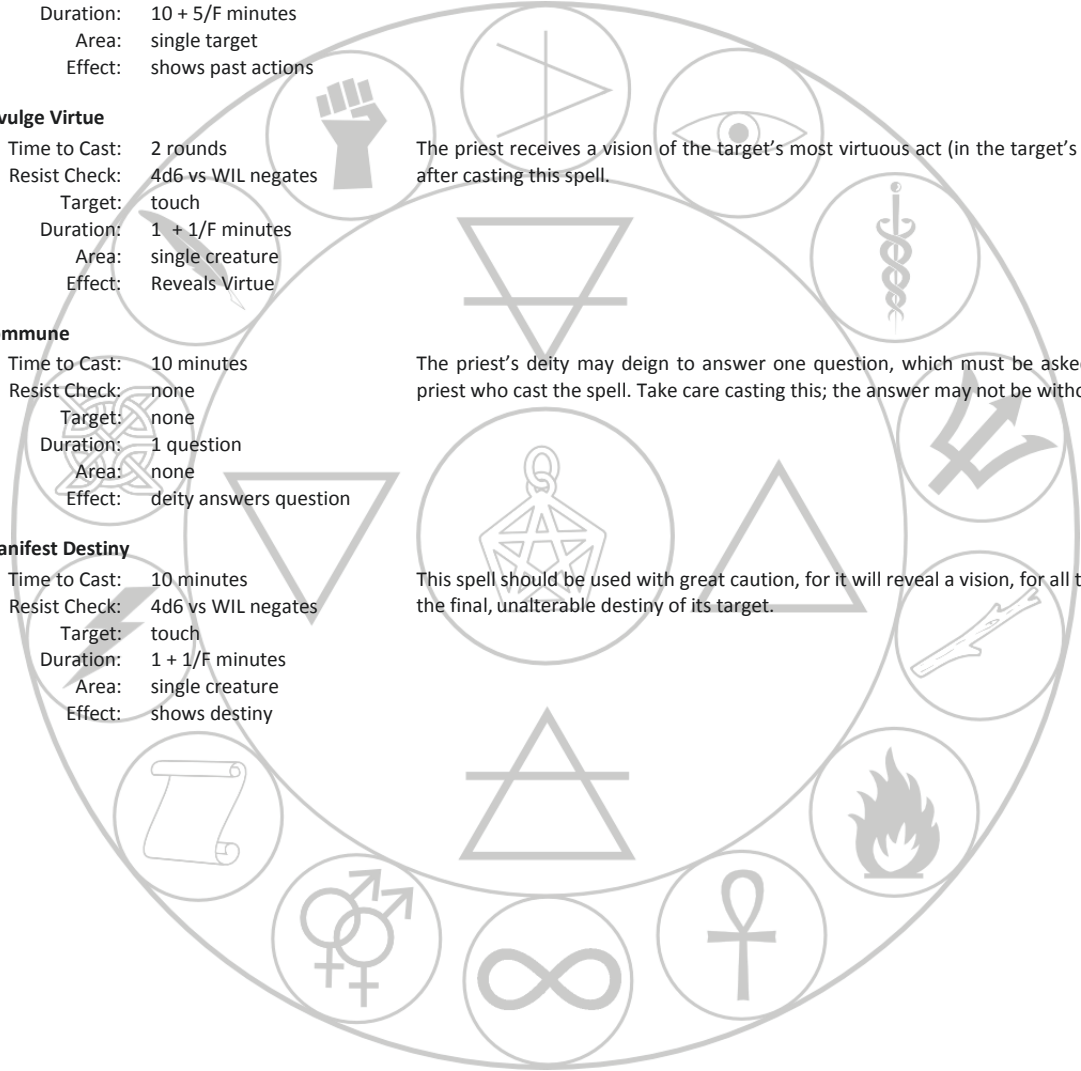 Duration: 10 + 5/F minutes
Area: single target
Effect: shows past actions
vulge Virtue
Time to Cast: 2 rounds
The priest receives a vision of the target's most virtuous act (in the target's
Resist Check: 4d6 vs WIL negates
after casting this spell.
Target: touch
Duration: 1 + 1/F minutes
Area: single creature
Effect: Reveals Virtue
mmune
Time to Cast: 10 minutes
The priest's deity may deign to answer one question, which must be aske
Resist Check: none
priest who cast the spell. Take care casting this; the answer may not be witho
Target: none
Duration: 1 question
Area: none
Effect: deity answers question
anifest Destiny
Time to Cast: 10 minutes
This spell should be used with great caution, for it will reveal a vision, for all t
Resist Check: 4d6 vs WIL negates
the final, unalterable destiny of its target.
Target: touch
Duration: 1 + 1/F minutes
Area: single creature
Effect: shows destiny